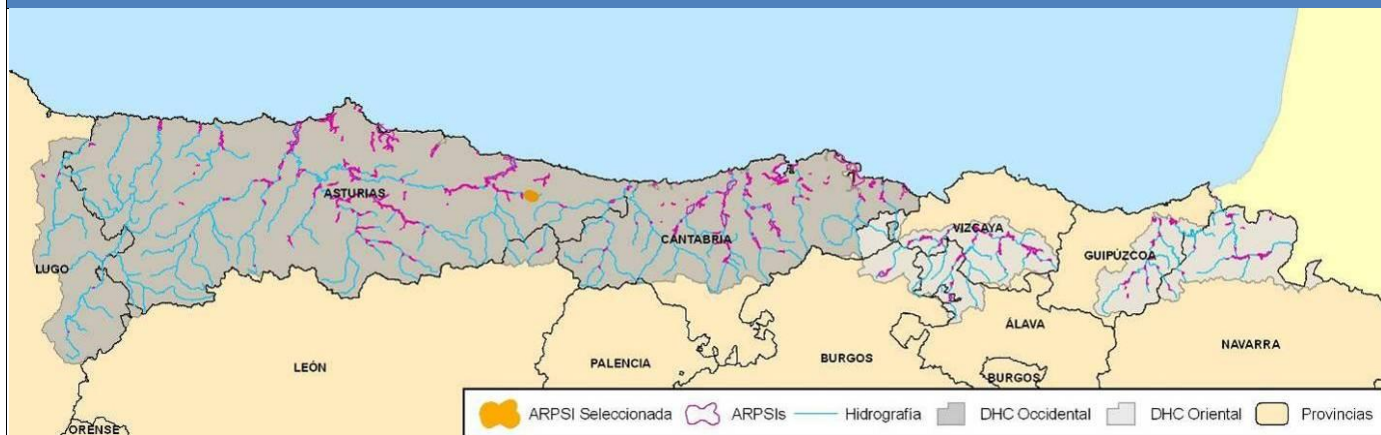 ASTURIAS
CANTABRIA
VIZCAYA
GUIPÚZCOA
LUGO
ÁLAVA
NAVARRA
LEÓN
PALENCIA
BURGOS
BURGOS
ORENSE
ARPSI Seleccionada
ARPSIs
Hidrografía
DHC Occidental
DHC Oriental
Provincias